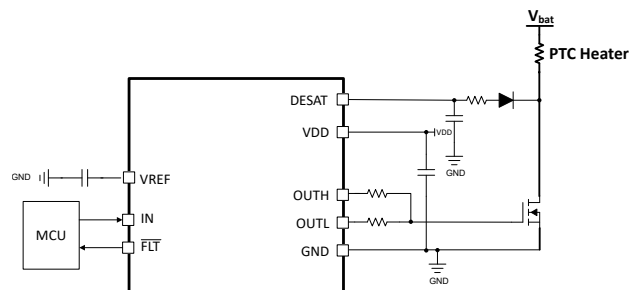 Vbat
PTC Heater
DESAT
VDD
VDD
GND
GND
VREF
OUTH
MCU
IN
OUTL
FLT
GND
GND